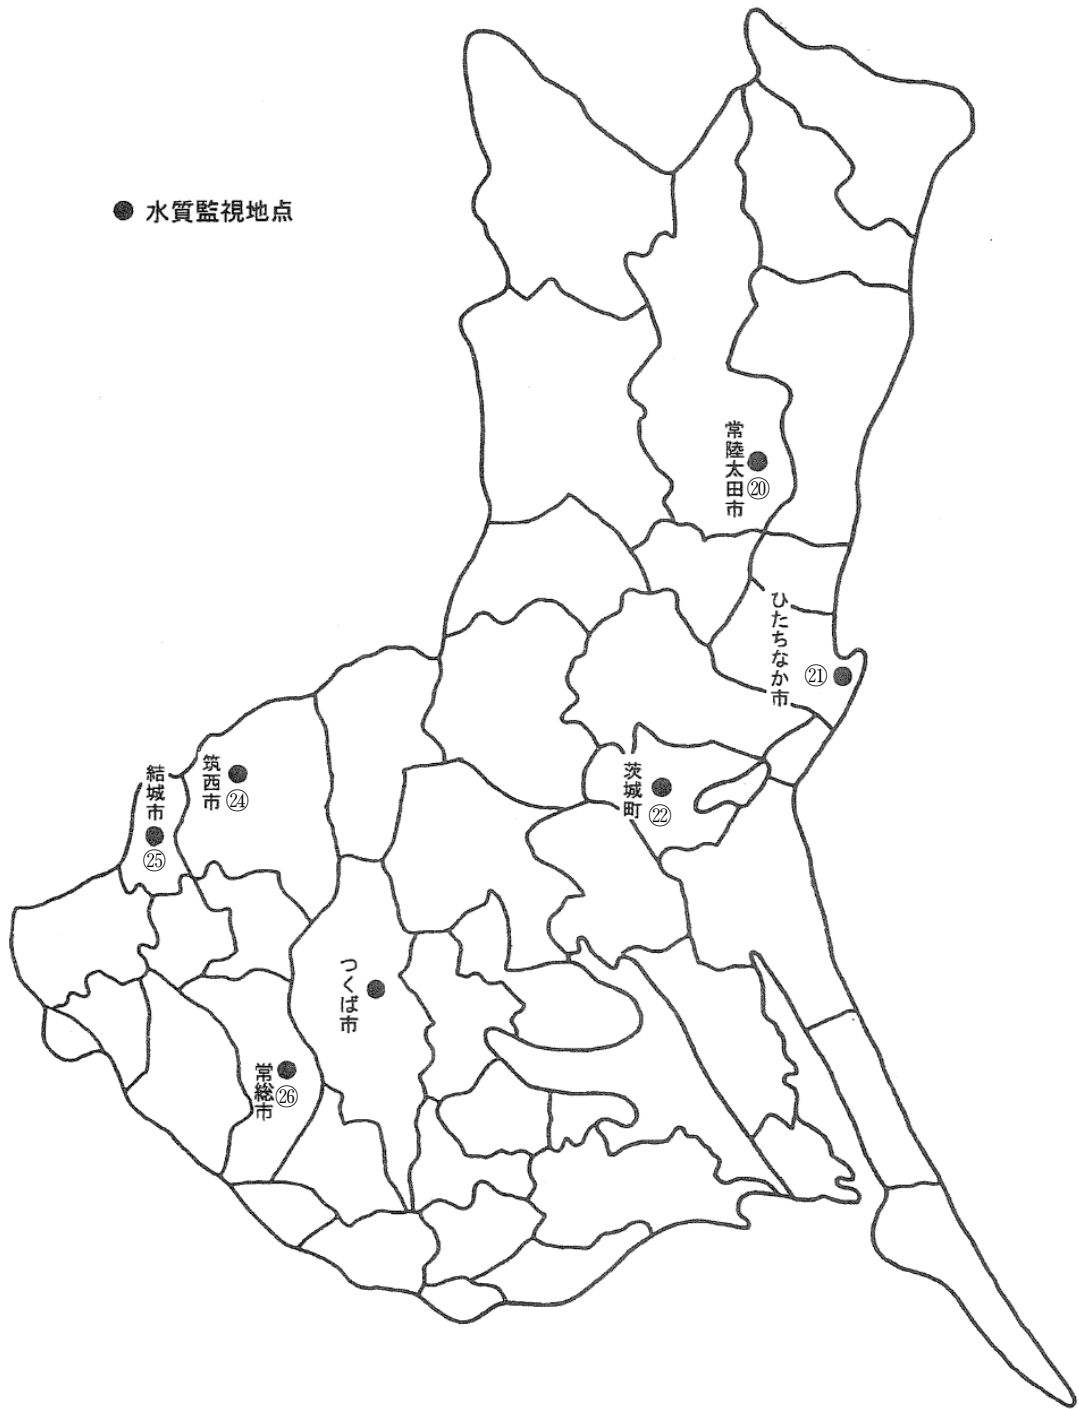 ● 水質監視地点
常陸太田市
⑳
ひたちなか市
㉑
茨城町
㉒
筑西市
㉔
結城市
㉕
つくば市
常総市
㉖